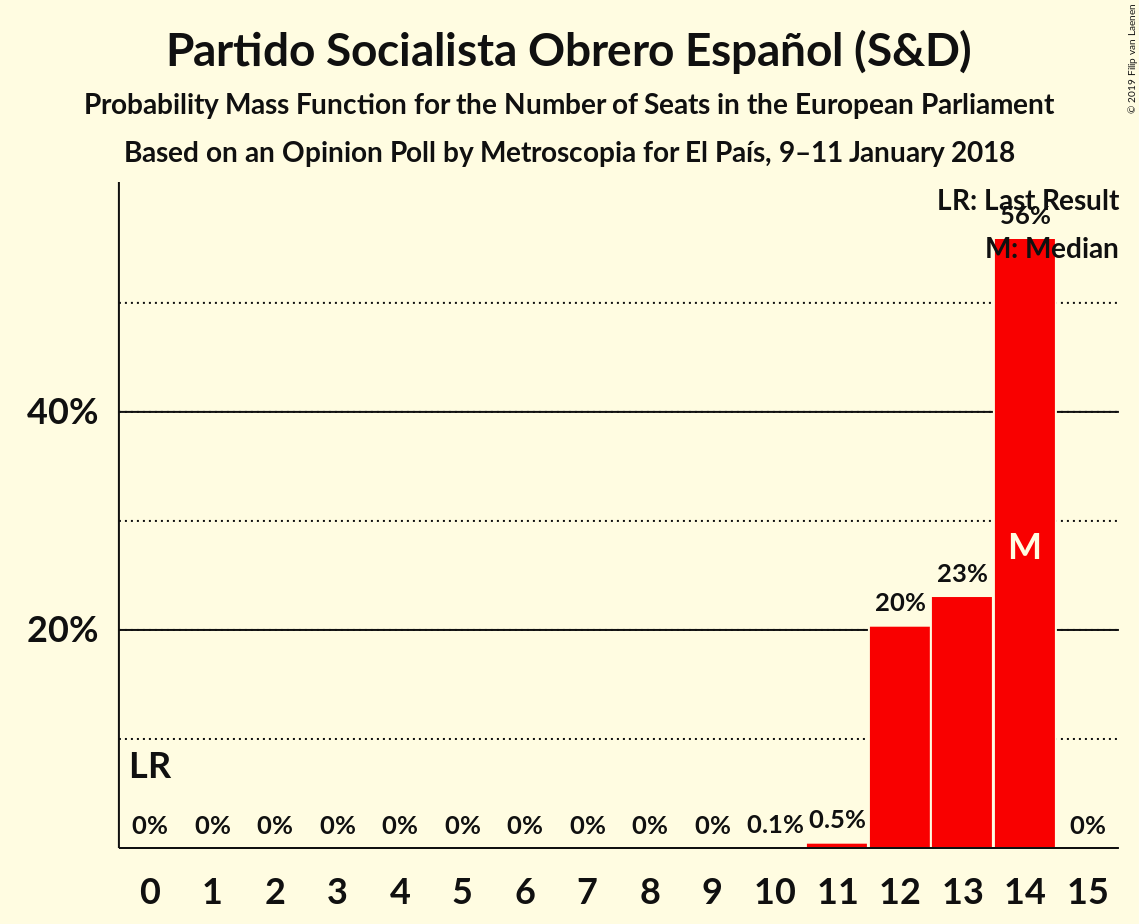 Partido Socialista Obrero Español (S&D)
Probability Mass Function for the Number of Seats in the European Parliament
Based on an Opinion Poll by Metroscopia for El País, 9–11 January 2018
© 2019 Filip van Laenen
LR: Last Result
56%
M: Median
40%
M
23%
20%
20%
LR
0% 0% 0% 0% 0% 0% 0% 0% 0% 0% 0.1% 0.5% 0%
0 1 2 3 4 5 6 7 8 9 10 11 12 13 14 15